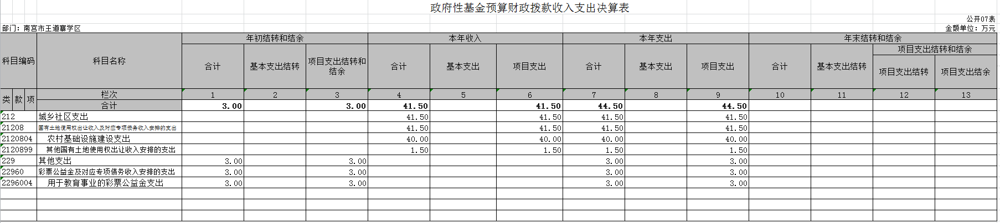 政府性基金预算财政拨款收入支出决算表
公开07表
部门：南宫市王道寨学区 金额单位：万元
科目编码 科目名称 年初结转和结余 本年收入 本年支出 年末结转和结余
合计 基本支出结转 项目支出结转和结余 合计 基本支出 项目支出 合计 基本支出 项目支出 合计 基本支出结转 项目支出结转和结余
项目支出结转 项目支出结余
类 款 项 栏次 1 2 3 4 5 6 7 8 9 10 11 12 13
合计 3.00 3.00 41.50 41.50 44.50 44.50
212 城乡社区支出 41.50 41.50 41.50 41.50
21208 国有土地使用权出让收入及对应专项债务收入安排的支出 41.50 41.50 41.50 41.50
2120804 农村基础设施建设支出 40.00 40.00 40.00 40.00
2120899 其他国有土地使用权出让收入安排的支出 1.50 1.50 1.50 1.50
229 其他支出 3.00 3.00 3.00 3.00
22960 彩票公益金及对应专项债务收入安排的支出 3.00 3.00 3.00 3.00
2296004 用于教育事业的彩票公益金支出 3.00 3.00 3.00 3.00